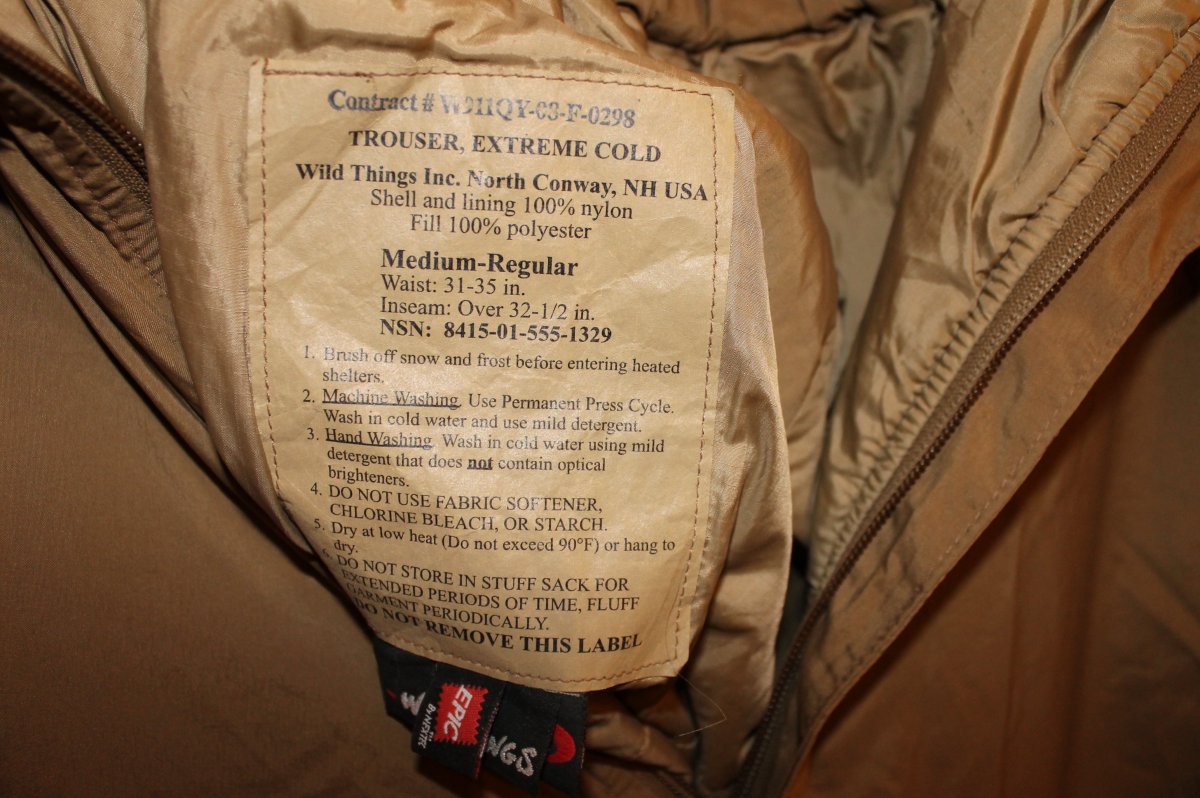 Contract # W911QY-03-F-0298
TROUSER, EXTREME COLD
Wild Things Inc. North Conway, NH USA
Shell and lining 100% nylon
Fill 100% polyester
Medium-Regular
Waist: 31-35 in.
Inseam: Over 32-1/2 in.
NSN: 8415-01-555-1329
1. Brush off snow and frost before entering heated
shelters.
2. Machine Washing. Use Permanent Press Cycle.
Wash in cold water and use mild detergent.
3. Hand Washing. Wash in cold water using mild
detergent that does not contain optical
brighteners.
4. DO NOT USE FABRIC SOFTENER,
CHLORINE BLEACH, OR STARCH.
5. Dry at low heat (Do not exceed 90°F) or hang to
dry.
6. DO NOT STORE IN STUFF SACK FOR
EXTENDED PERIODS OF TIME, FLUFF
GARMENT PERIODICALLY.
DO NOT REMOVE THIS LABEL
EPIC
By NEXTEC
NGS